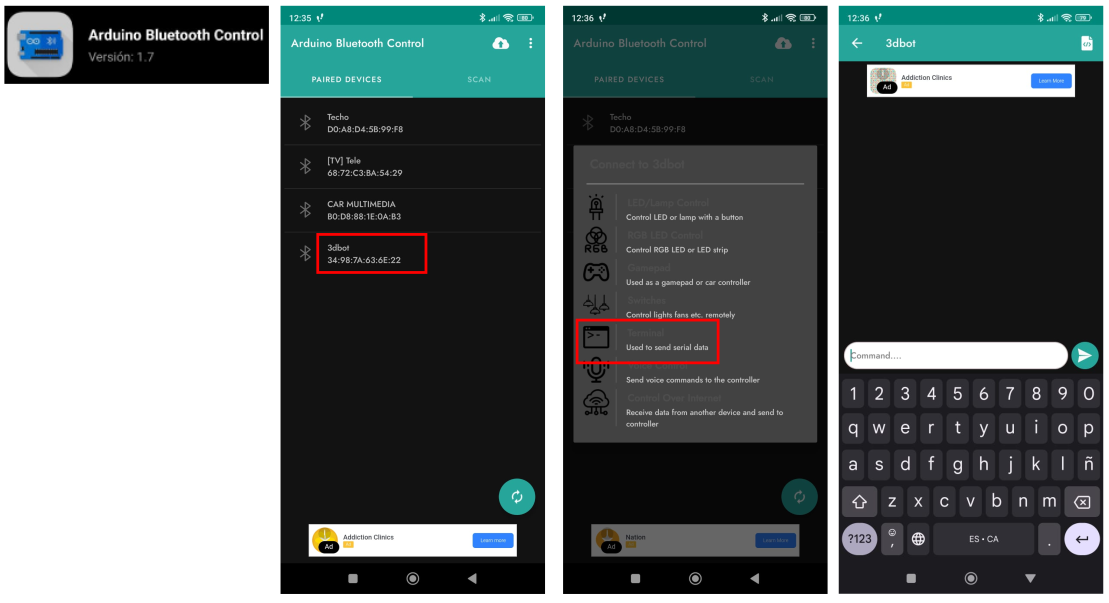 Arduino Bluetooth Control
Versión: 1.7
12:35
Arduino Bluetooth Control
PAIRED DEVICES
SCAN
Techo
D0:A8:D4:5B:99:F8
[TV] Tele
68:72:C3:BA:54:29
CAR MULTIMEDIA
B0:D8:88:1E:0A:B3
3dbot
34:98:7A:63:6E:22
Addiction Clinics
Ad
Learn more
12:36
Arduino Bluetooth Control
PAIRED DEVICES
SCAN
Techo
D0:A8:D4:5B:99:F8
Connect to 3dbot
LED/Lamp Control
Control LED or lamp with a button
RGB
RGB LED Control
Control RGB LED or LED strip
Gamepad
Used as a gamepad or car controller
Switches
Control lights fans etc. remotely
Terminal
Used to send serial data
Voice Control
Send voice commands to the controller
Control Over Internet
Receive data from another device and send to
controller
Nation
Ad
Learn More
12:36
3dbot
Addiction Clinics
Ad
Learn More
Command....
1 2 3 4 5 6 7 8 9 0
q w e r t y u i o p
a s d f g h j k l ñ
z x c v b n m
?123 , ES • CA .